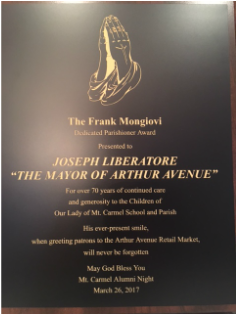 The Frank Mongiovi
Dedicated Parishioner Award
Presented to
JOSEPH LIBERATORE
"THE MAYOR OF ARTHUR AVENUE"
For over 70 years of continued care
and generosity to the Children of
Our Lady of Mt. Carmel School and Parish
His ever-present smile,
when greeting patrons to the Arthur Avenue Retail Market,
will never be forgotten
May God Bless You
Mt. Carmel Alumni Night
March 26, 2017